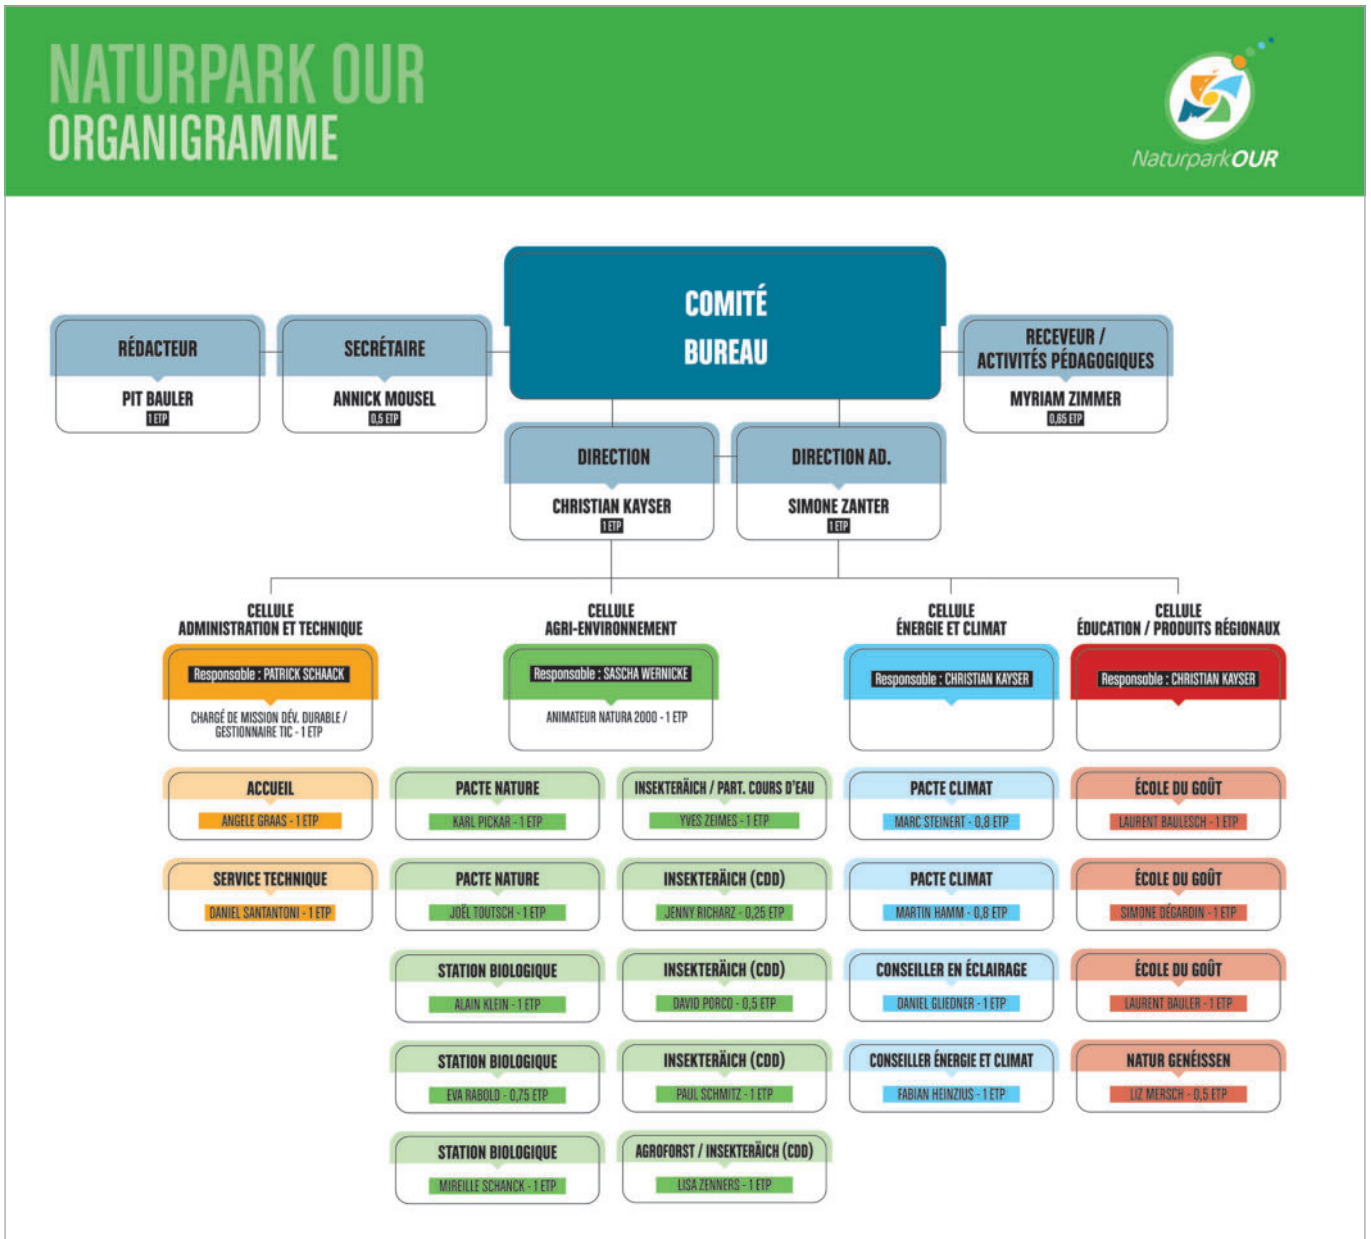 NATURPARK OUR
ORGANIGRAMME
NaturparkOUR
COMITÉ
BUREAU
RÉDACTEUR
PIT BAULER
1 ETP
SECRÉTAIRE
ANNICK MOUSEL
0,5 ETP
RECEVEUR /
ACTIVITÉS PÉDAGOGIQUES
MYRIAM ZIMMER
0,65 ETP
DIRECTION
CHRISTIAN KAYSER
1 ETP
DIRECTION AD.
SIMONE ZANTER
1 ETP
CELLULE
ADMINISTRATION ET TECHNIQUE
Responsable : PATRICK SCHAACK
CHARGÉ DE MISSION DÉV. DURABLE /
GESTIONNAIRE TIC - 1 ETP
ACCUEIL
ANGELE GRAAS - 1 ETP
SERVICE TECHNIQUE
DANIEL SANTANTONI - 1 ETP
CELLULE
AGRI-ENVIRONNEMENT
Responsable : SASCHA WERNICKE
ANIMATEUR NATURA 2000 - 1 ETP
PACTE NATURE
KARL PICKAR - 1 ETP
PACTE NATURE
JOËL TOUTSCH - 1 ETP
STATION BIOLOGIQUE
ALAIN KLEIN - 1 ETP
STATION BIOLOGIQUE
EVA RABOLD - 0,75 ETP
STATION BIOLOGIQUE
MIREILLE SCHANCK - 1 ETP
INSEKTERÄICH / PART. COURS D'EAU
YVES ZEIMES - 1 ETP
INSEKTERÄICH (CDD)
JENNY RICHARZ - 0,25 ETP
INSEKTERÄICH (CDD)
DAVID PORCO - 0,5 ETP
INSEKTERÄICH (CDD)
PAUL SCHMITZ - 1 ETP
AGROFORST / INSEKTERÄICH (CDD)
LISA ZENNERS - 1 ETP
CELLULE
ÉNERGIE ET CLIMAT
Responsable : CHRISTIAN KAYSER
PACTE CLIMAT
MARC STEINERT - 0,8 ETP
PACTE CLIMAT
MARTIN HAMM - 0,8 ETP
CONSEILLER EN ÉCLAIRAGE
DANIEL GLIEDNER - 1 ETP
CONSEILLER ÉNERGIE ET CLIMAT
FABIAN HEINZIUS - 1 ETP
CELLULE
ÉDUCATION / PRODUITS RÉGIONAUX
Responsable : CHRISTIAN KAYSER
ÉCOLE DU GOÛT
LAURENT BAULESCH - 1 ETP
ÉCOLE DU GOÛT
SIMONE DÉGARDIN - 1 ETP
ÉCOLE DU GOÛT
LAURENT BAULER - 1 ETP
NATUR GENÉISSEN
LIZ MERSCH - 0,5 ETP